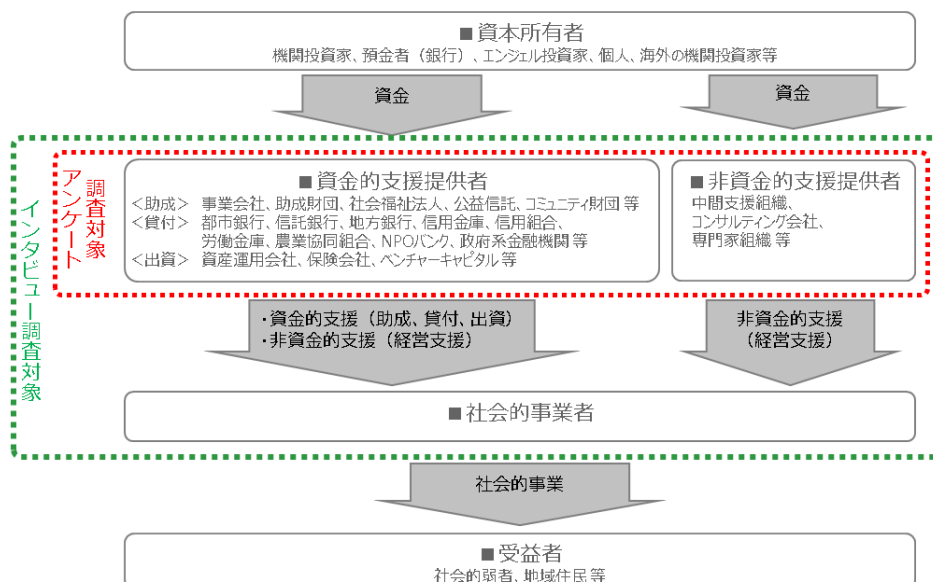 ■資本所有者
機関投資家、預金者（銀行）、エンジェル投資家、個人、海外の機関投資家等
資金
資金
インタビュー調査対象
アンケート
調査対象
■資金的支援提供者
＜助成＞ 事業会社、助成財団、社会福祉法人、公益信託、コミュニティ財団 等
＜貸付＞ 都市銀行、信託銀行、地方銀行、信用金庫、信用組合、
労働金庫、農業協同組合、NPOバンク、政府系金融機関 等
＜出資＞ 資産運用会社、保険会社、ベンチャーキャピタル 等
■非資金的支援提供者
中間支援組織、
コンサルティング会社、
専門家組織 等
・資金的支援（助成、貸付、出資）
・非資金的支援（経営支援）
非資金的支援
（経営支援）
■社会的事業者
社会的事業
■受益者
社会的弱者、地域住民 等